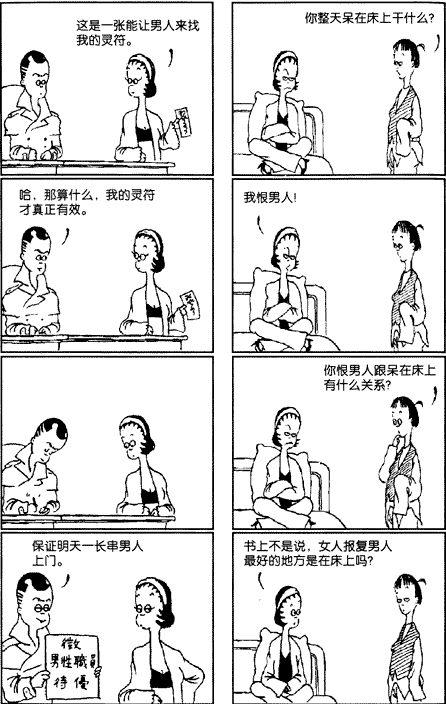 这是一张能让男人来找
我的灵符。
哈，那算什么，我的灵符
才真正有效。
保证明天一长串男人
上门。
徵
男性職員
待優
你整天呆在床上干什么？
我恨男人！
你恨男人跟呆在床上
有什么关系？
书上不是说，女人报复男人
最好的地方是在床上吗？